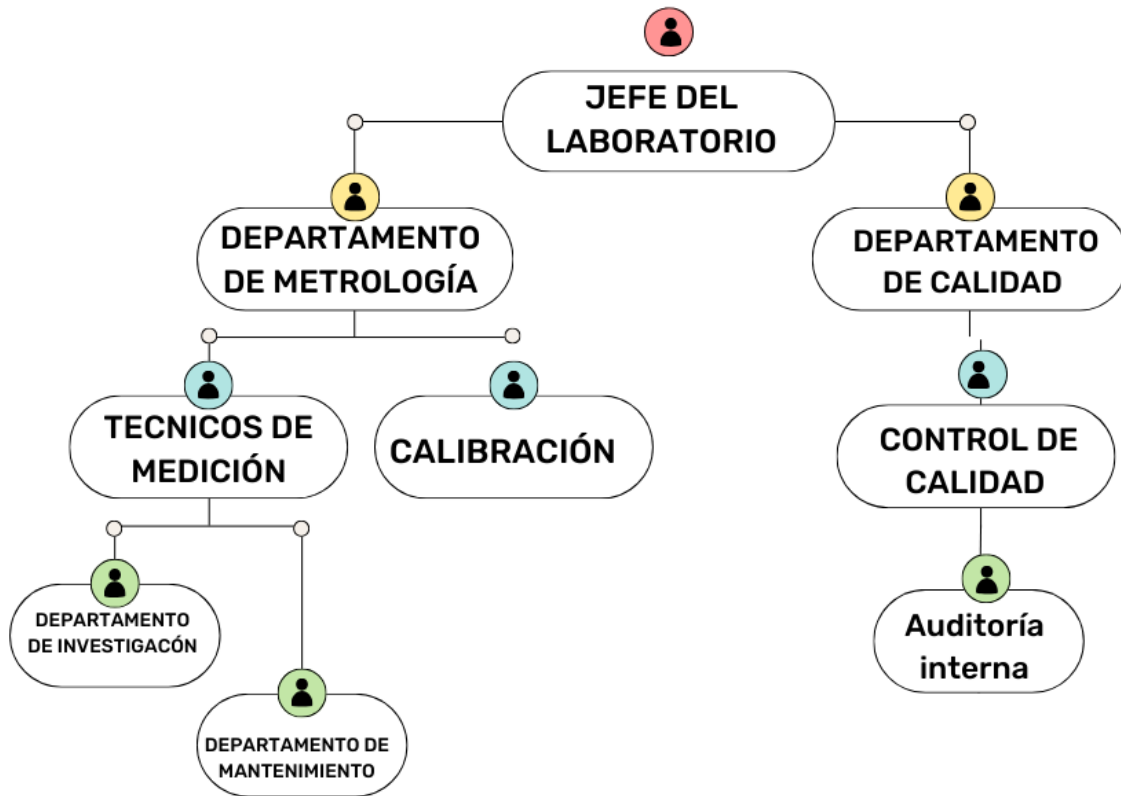 JEFE DEL
LABORATORIO
DEPARTAMENTO
DE METROLOGÍA
DEPARTAMENTO
DE CALIDAD
TECNICOS DE
MEDICIÓN
CALIBRACIÓN
CONTROL DE
CALIDAD
DEPARTAMENTO
DE INVESTIGACÓN
Auditoría
interna
DEPARTAMENTO DE
MANTENIMIENTO